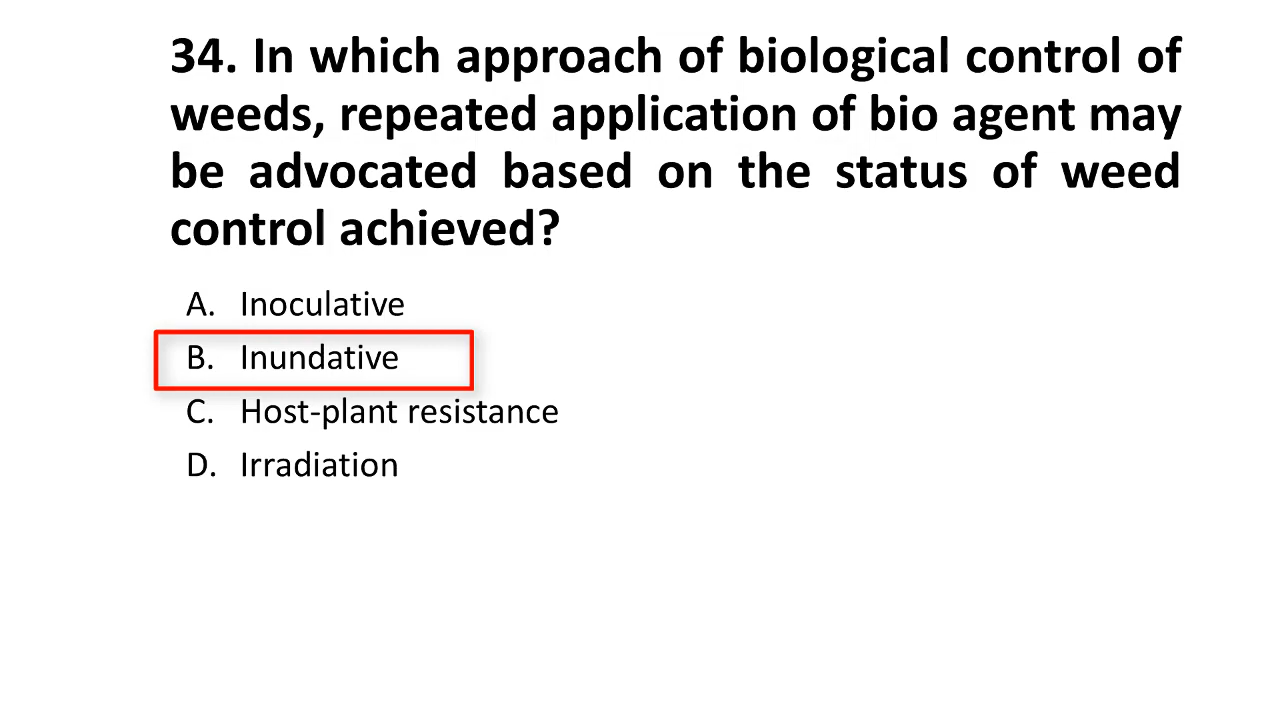 34. In which approach of biological control of
weeds, repeated application of bio agent may
be advocated based on the status of weed
control achieved?
A. Inoculative
B. Inundative
C. Host-plant resistance
D. Irradiation